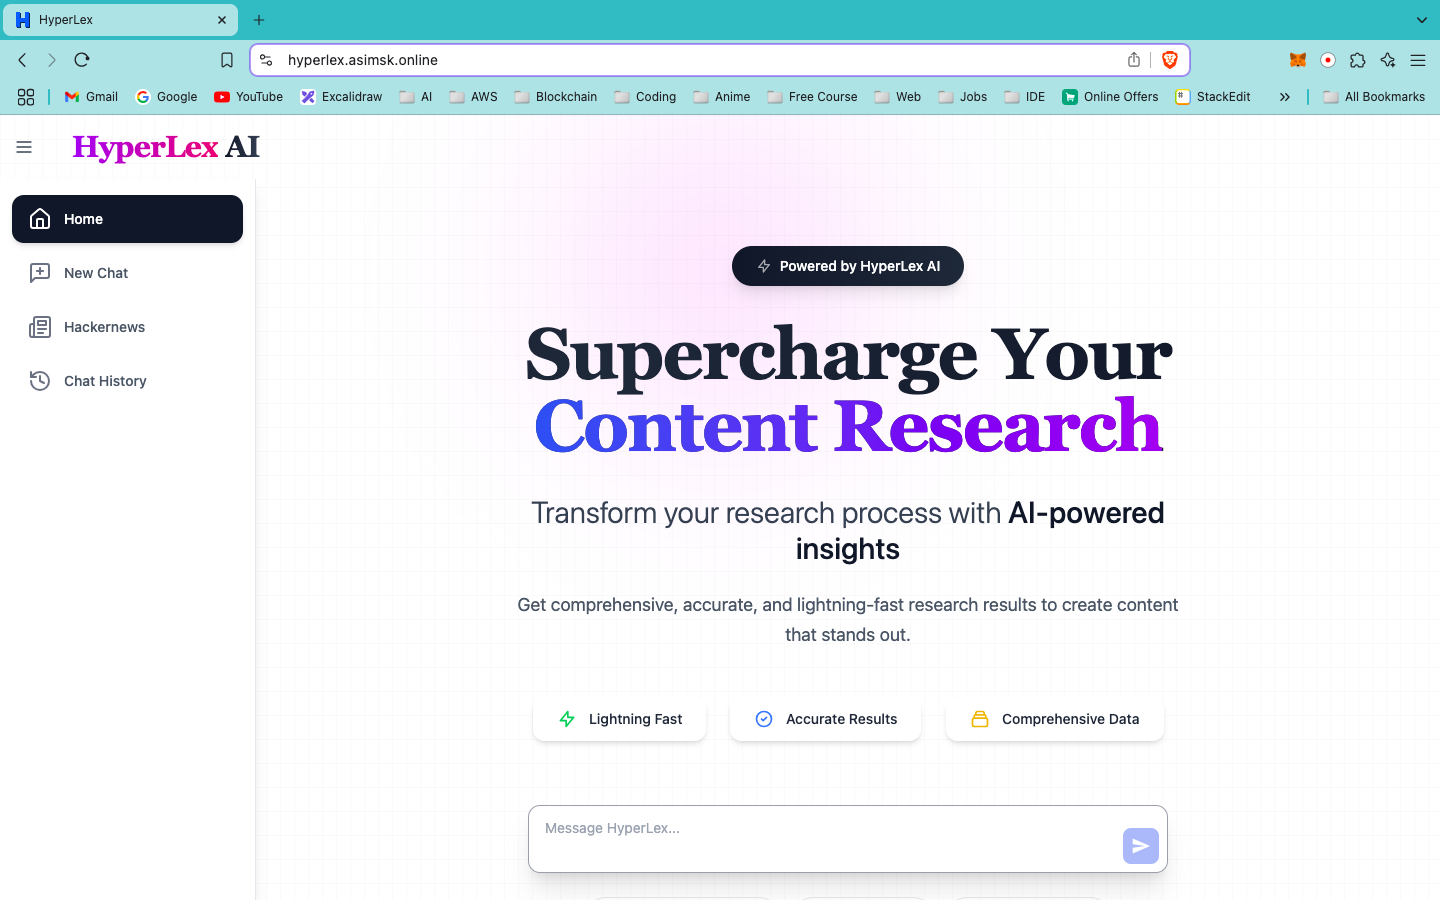 HyperLex
hyperlex.asimsk.online
Gmail Google YouTube Excalidraw AI AWS Blockchain Coding Anime Free Course Web Jobs IDE Online Offers StackEdit » All Bookmarks
HyperLex AI
Home
New Chat
Hackernews
Chat History
Powered by HyperLex AI
Supercharge Your
Content Research
Transform your research process with AI-powered
insights
Get comprehensive, accurate, and lightning-fast research results to create content
that stands out.
Lightning Fast Accurate Results Comprehensive Data
Message HyperLex...